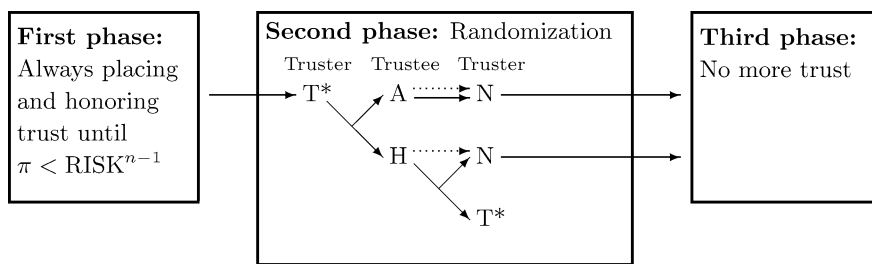 First phase:
Always placing
and honoring
trust until
π < RISKⁿ⁻¹
Second phase: Randomization
Truster Trustee Truster
T* A N
H N
T*
Third phase:
No more trust